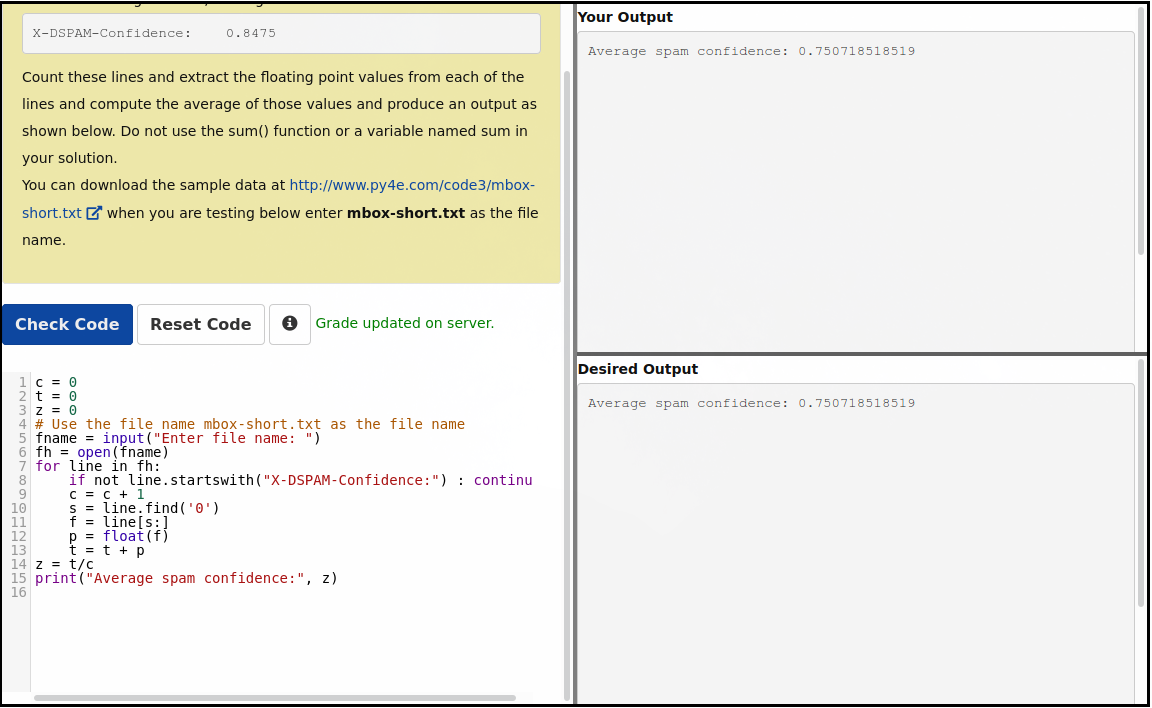 X-DSPAM-Confidence:    0.8475
Count these lines and extract the floating point values from each of the
lines and compute the average of those values and produce an output as
shown below. Do not use the sum() function or a variable named sum in
your solution.
You can download the sample data at http://www.py4e.com/code3/mbox-
short.txt when you are testing below enter mbox-short.txt as the file
name.
Check Code
Reset Code
Grade updated on server.
1 c = 0
2 t = 0
3 z = 0
4 # Use the file name mbox-short.txt as the file name
5 fname = input("Enter file name: ")
6 fh = open(fname)
7 for line in fh:
8     if not line.startswith("X-DSPAM-Confidence:") : continu
9     c = c + 1
10     s = line.find('0')
11     f = line[s:]
12     p = float(f)
13     t = t + p
14 z = t/c
15 print("Average spam confidence:", z)
16
Your Output
Average spam confidence: 0.750718518519
Desired Output
Average spam confidence: 0.750718518519